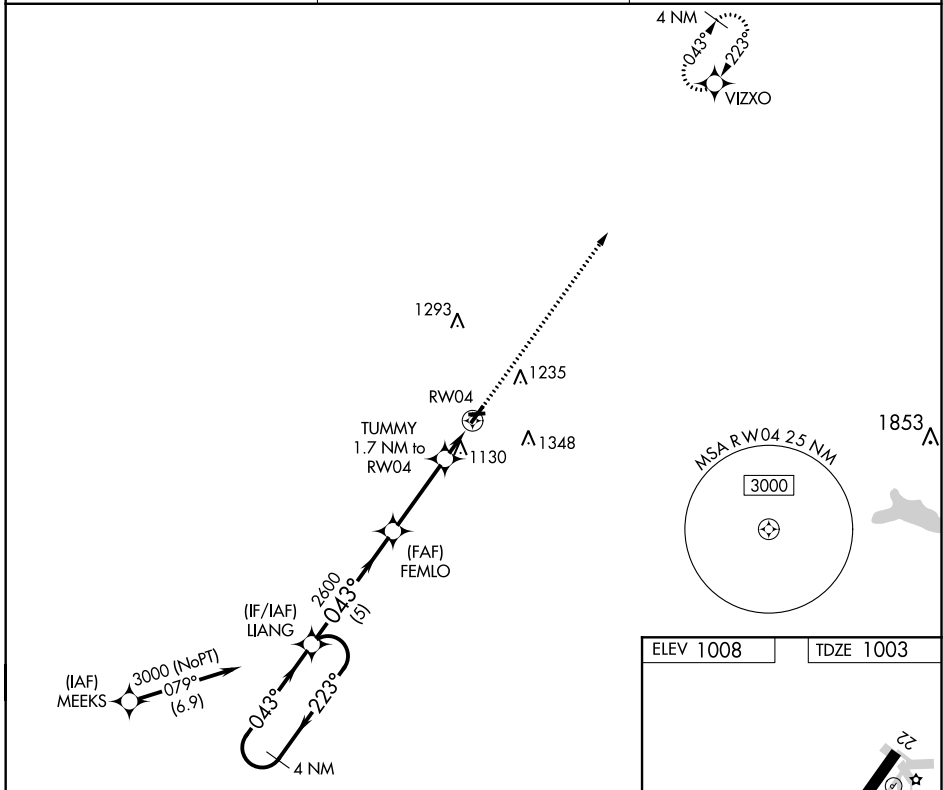 4 NM
043°
223°
VIZXO
1293
RW04
1235
TUMMY
1.7 NM to
RW04
1130
1348
1853
MSA RW04 25 NM
3000
(FAF)
FEMLO
2600
043°
(5)
(IF/IAF)
LIANG
(IAF)
MEEKS
3000 (NoPT)
079°
(6.9)
043°
223°
4 NM
ELEV 1008
TDZE 1003
22